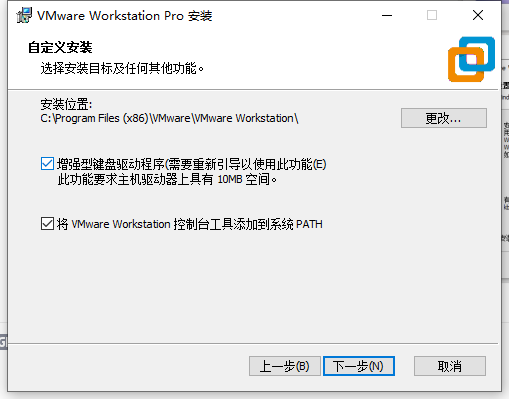 VMware Workstation Pro 安装
自定义安装
选择安装目标及任何其他功能。
安装位置:
C:\Program Files (x86)\VMware\VMware Workstation\
更改...
增强型键盘驱动程序(需要重新引导以使用此功能(E)
此功能要求主机驱动器上具有 10MB 空间。
将 VMware Workstation 控制台工具添加到系统 PATH
上一步(B)
下一步(N)
取消